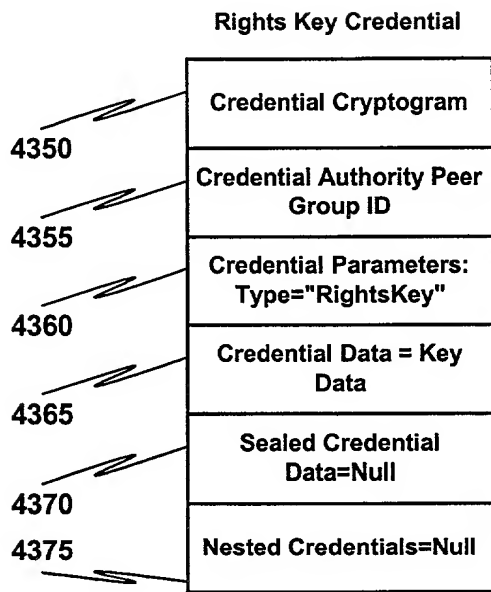 Rights Key Credential
Credential Cryptogram
4350
Credential Authority Peer
Group ID
4355
Credential Parameters:
Type="RightsKey"
4360
Credential Data = Key
Data
4365
Sealed Credential
Data=Null
4370
4375
Nested Credentials=Null